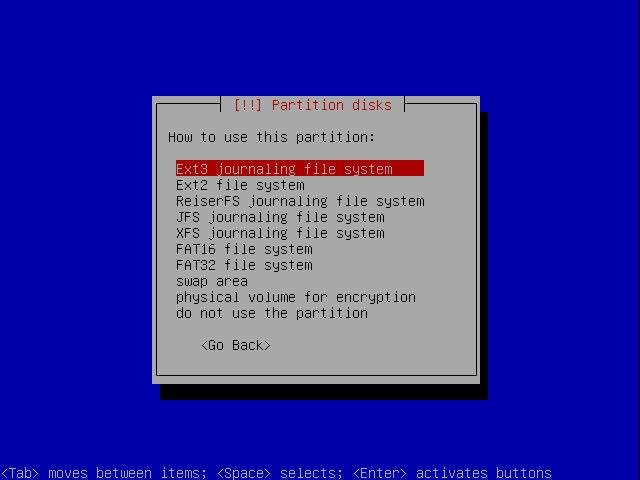 [!!] Partition disks
How to use this partition:
Ext3 journaling file system
Ext2 file system
ReiserFS journaling file system
JFS journaling file system
XFS journaling file system
FAT16 file system
FAT32 file system
swap area
physical volume for encryption
do not use the partition
<Go Back>
<Tab> moves between items; <Space> selects; <Enter> activates buttons